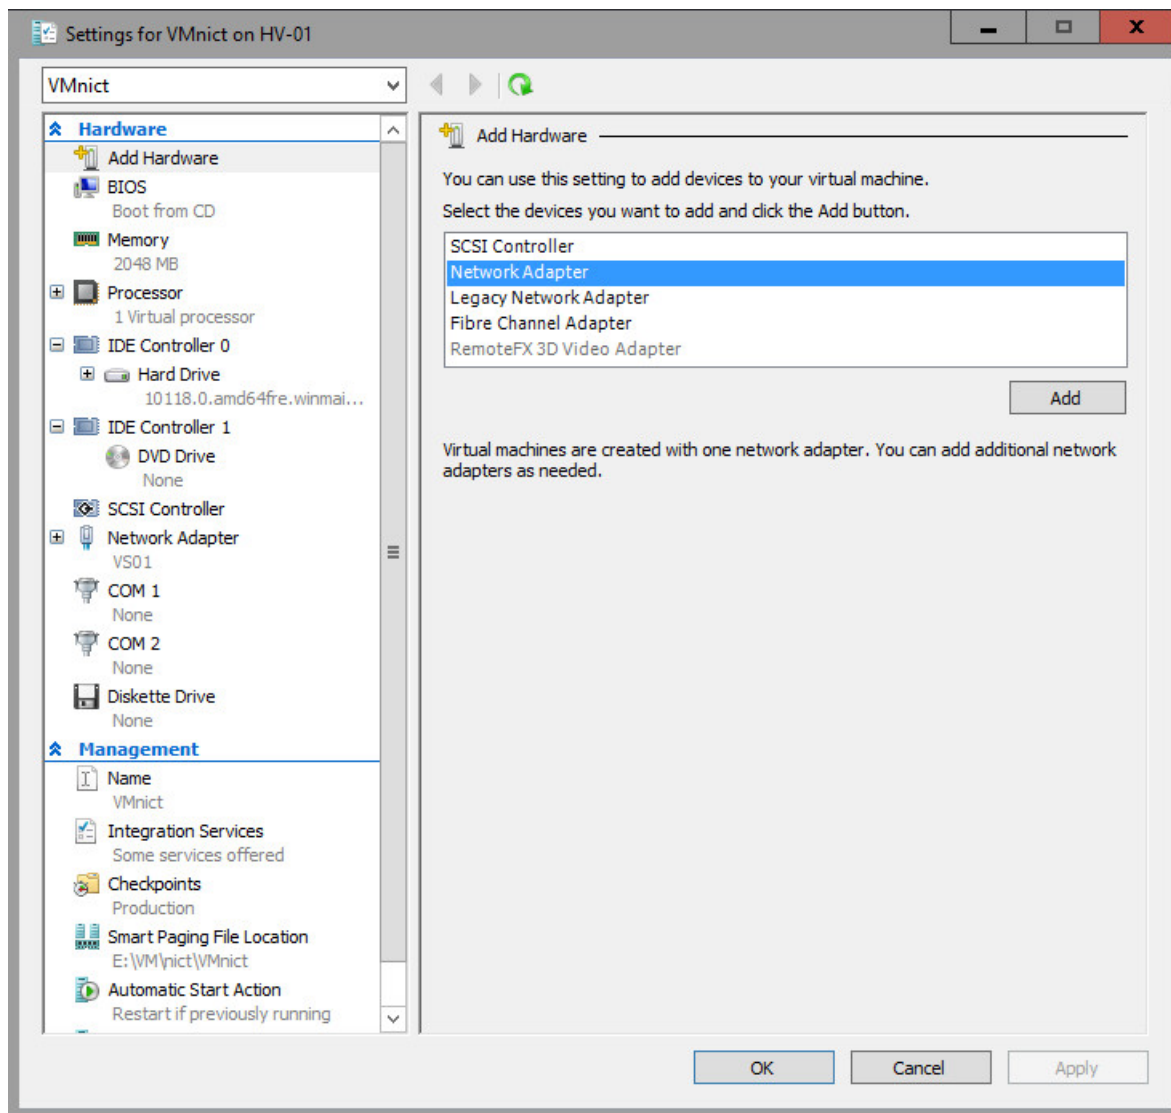 Settings for VMnict on HV-01
VMnict
Hardware
Add Hardware
BIOS
Boot from CD
Memory
2048 MB
Processor
1 Virtual processor
IDE Controller 0
Hard Drive
10118.0.amd64fre.winmai...
IDE Controller 1
DVD Drive
None
SCSI Controller
Network Adapter
VS01
COM 1
None
COM 2
None
Diskette Drive
None
Management
Name
VMnict
Integration Services
Some services offered
Checkpoints
Production
Smart Paging File Location
E:\VM\nict\VMnict
Automatic Start Action
Restart if previously running
Add Hardware
You can use this setting to add devices to your virtual machine.
Select the devices you want to add and click the Add button.
SCSI Controller
Network Adapter
Legacy Network Adapter
Fibre Channel Adapter
RemoteFX 3D Video Adapter
Add
Virtual machines are created with one network adapter. You can add additional network
adapters as needed.
OK
Cancel
Apply